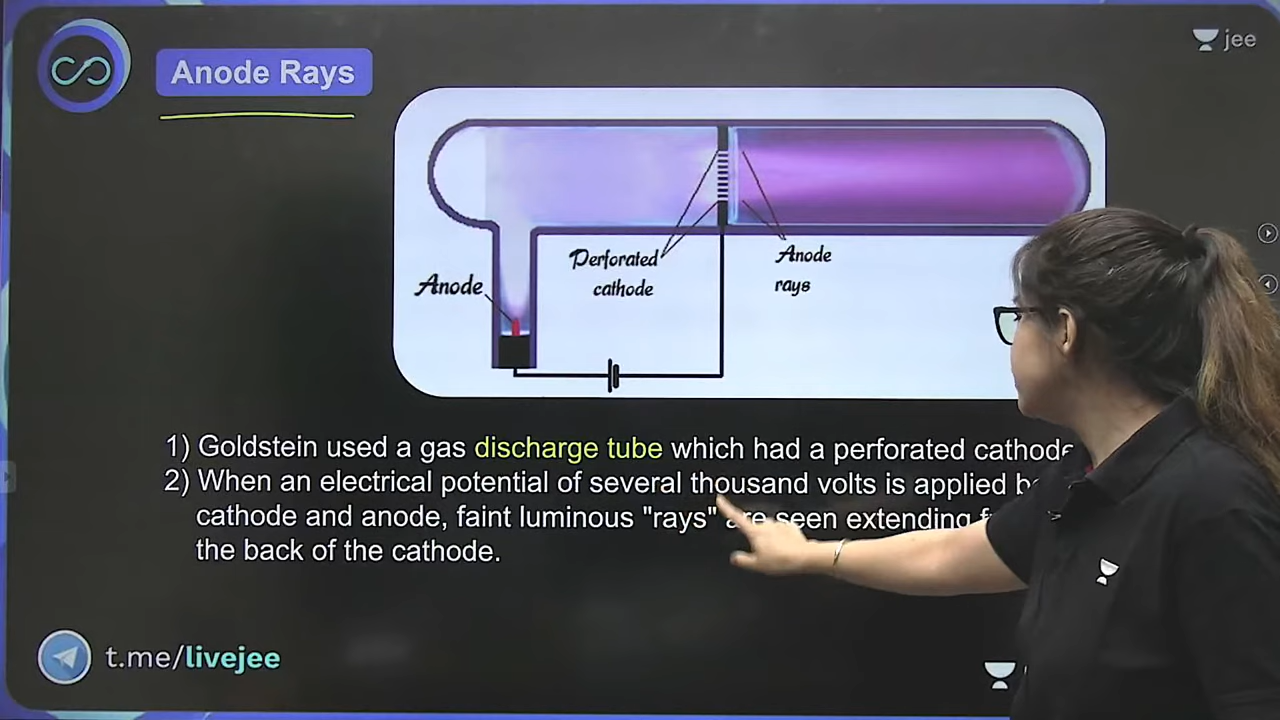 Anode Rays
jee
Perforated
cathode
Anode
rays
Anode
1) Goldstein used a gas discharge tube which had a perforated cathode
2) When an electrical potential of several thousand volts is applied
cathode and anode, faint luminous "rays" are seen extending
the back of the cathode.
t.me/livejee